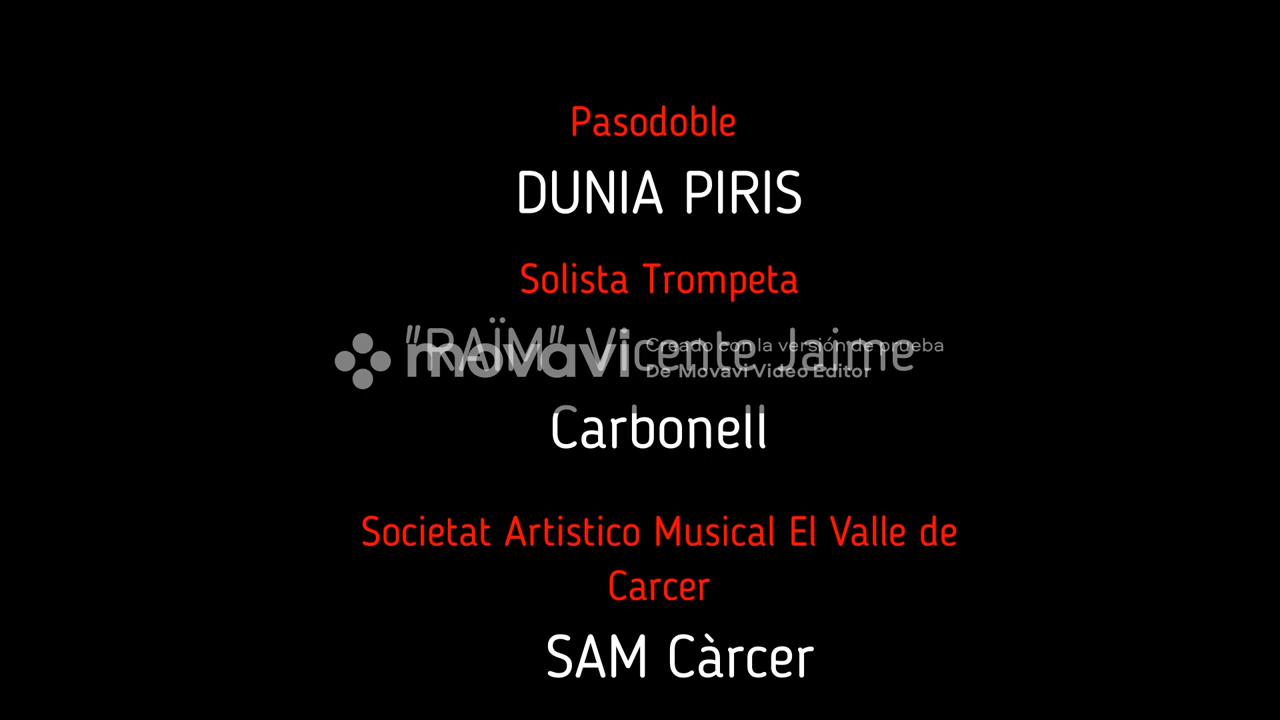 Pasodoble
DUNIA PIRIS
Solista Trompeta
"RAÏM" Vicente Jaime
movavi
Creado con la versión de prueba
De Movavi Video Editor
Carbonell
Societat Artistico Musical El Valle de
Carcer
SAM Càrcer